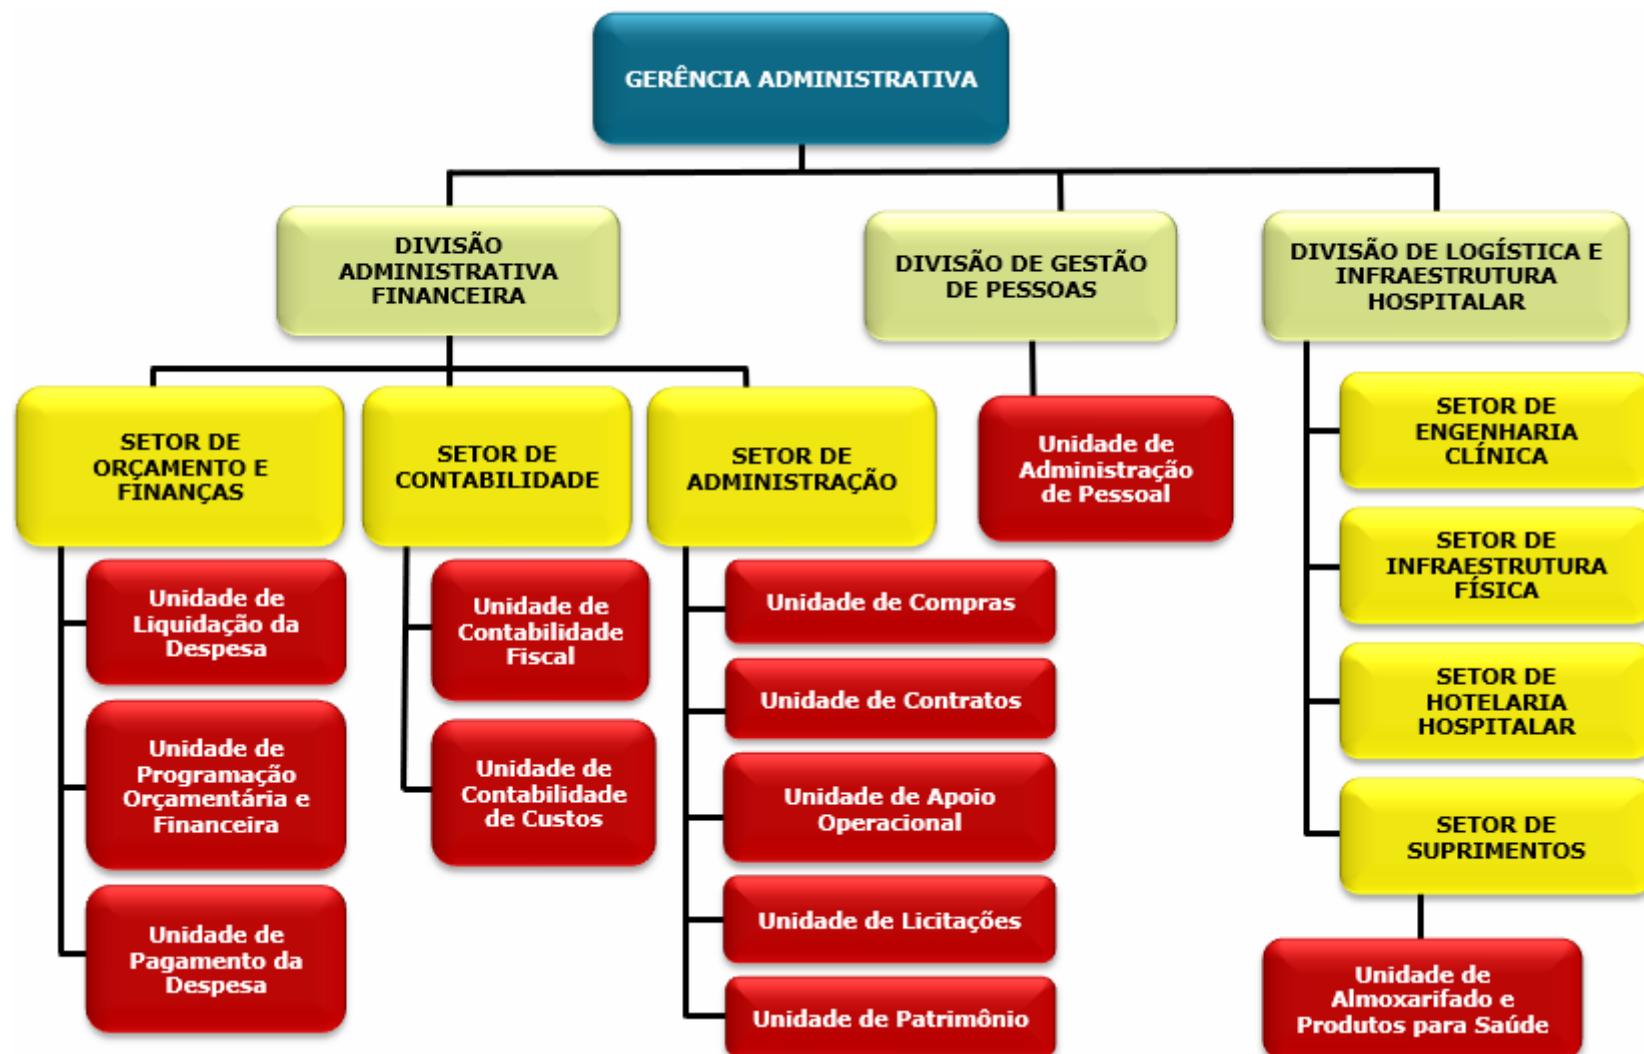 GERÊNCIA ADMINISTRATIVA
DIVISÃO
ADMINISTRATIVA
FINANCEIRA
DIVISÃO DE GESTÃO
DE PESSOAS
DIVISÃO DE LOGÍSTICA E
INFRAESTRUTURA
HOSPITALAR
SETOR DE
ORÇAMENTO E
FINANÇAS
SETOR DE
CONTABILIDADE
SETOR DE
ADMINISTRAÇÃO
Unidade de
Administração
de Pessoal
SETOR DE
ENGENHARIA
CLÍNICA
SETOR DE
INFRAESTRUTURA
FÍSICA
SETOR DE
HOTELARIA
HOSPITALAR
SETOR DE
SUPRIMENTOS
Unidade de
Liquidação da
Despesa
Unidade de
Programação
Orçamentária e
Financeira
Unidade de
Pagamento da
Despesa
Unidade de
Contabilidade
Fiscal
Unidade de
Contabilidade
de Custos
Unidade de Compras
Unidade de Contratos
Unidade de Apoio
Operacional
Unidade de Licitações
Unidade de Patrimônio
Unidade de
Almoxarifado e
Produtos para Saúde